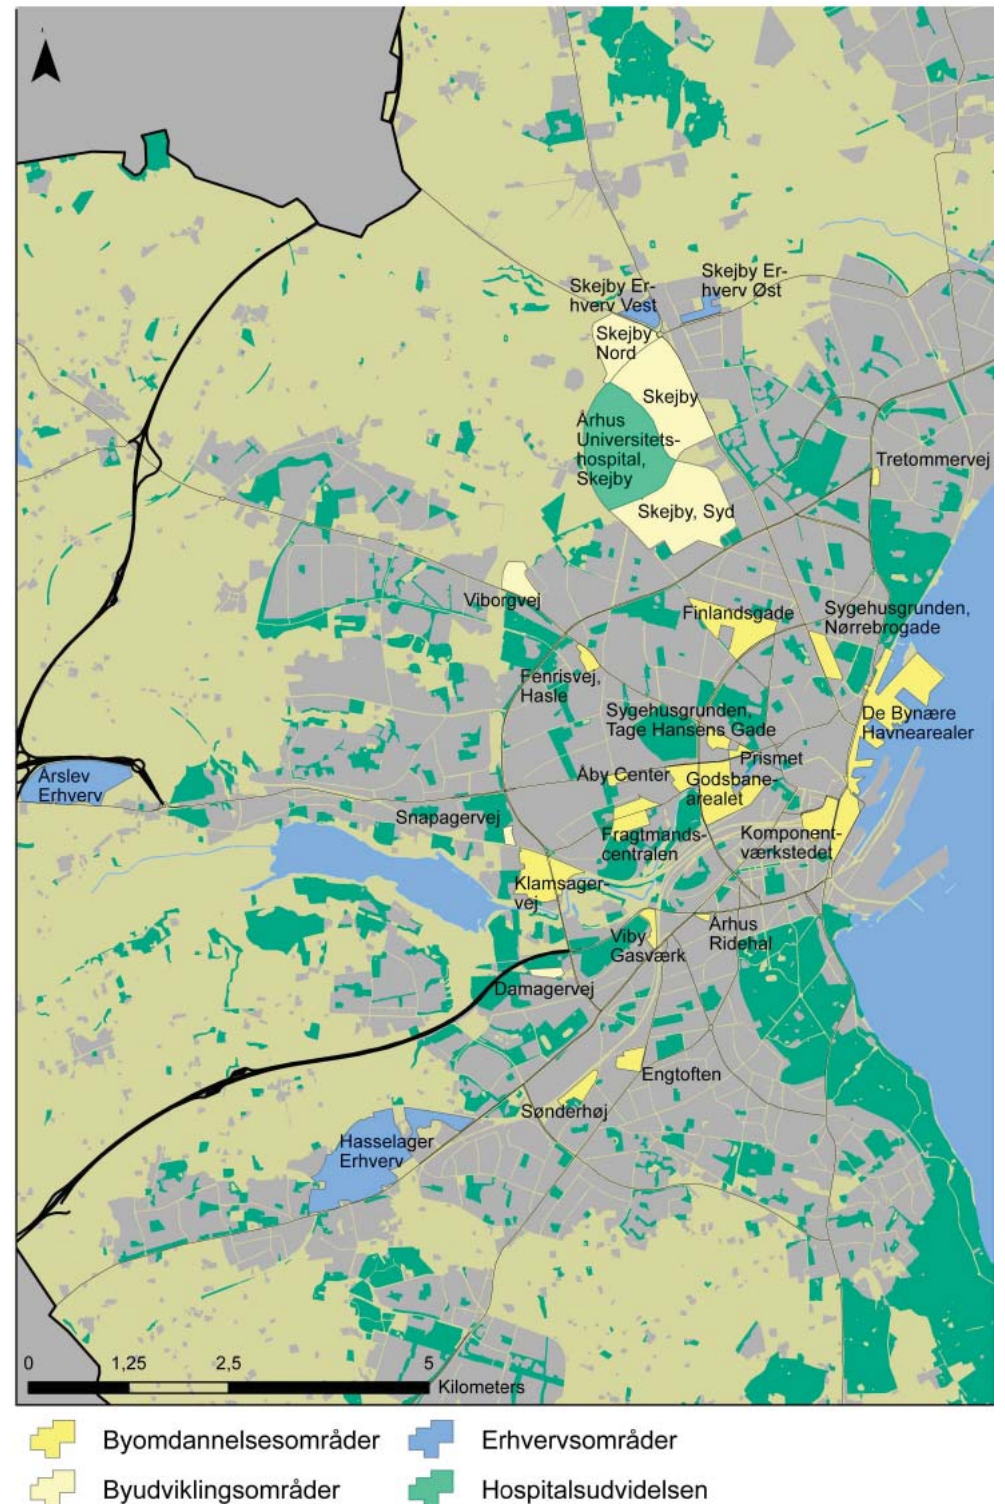 Skejby Er-
hverv Vest
Skejby Er-
hverv Øst
Skejby
Nord
Skejby
Århus
Universitets-
hospital,
Skejby
Tretommervej
Skejby, Syd
Viborgvej
Finlandsgade
Sygehusgrunden,
Nørrebrogade
Fenrisvej,
Hasle
Sygehusgrunden,
Tage Hansens Gade
De Bynære
Havnearealer
Prismet
Åby Center
Godsbane-
arealet
Årslev
Erhverv
Snapagervej
Fragtmands-
centralen
Komponent-
værkstedet
Klamsager-
vej
Viby
Gasværk
Århus
Ridehal
Damagervej
Engtoften
Sønderhøj
Hasselager
Erhverv
0 1,25 2,5 5
Kilometers
Byomdannelsesområder
Erhvervsområder
Byudviklingsområder
Hospitalsudvidelsen